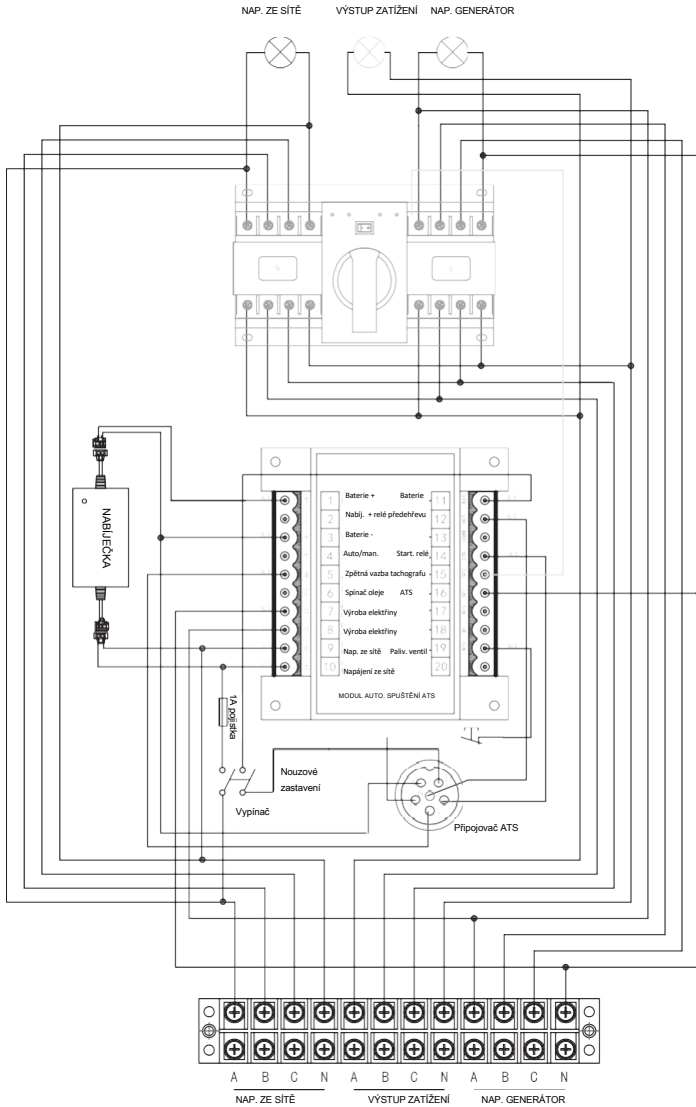 NAP. ZE SÍTĚ VÝSTUP ZATÍŽENÍ NAP. GENERÁTOR
NABÍJEČKA
1 Baterie + Baterie 11
2 Nabíj. + relé předehřevu 12
3 Baterie - 13
4 Auto/man. Start. relé 14
5 Zpětná vazba tachografu 15
6 Spínač oleje ATS 16
7 Výroba elektřiny 17
8 Výroba elektřiny 18
9 Nap. ze sítě Paliv. ventil 19
10 Napájení ze sítě 20
MODUL AUTO. SPUŠTĚNÍ ATS
1A pojistka
Nouzové
zastavení
Vypínač
Připojovač ATS
A B C N A B C N A B C N
NAP. ZE SÍTĚ VÝSTUP ZATÍŽENÍ NAP. GENERÁTOR